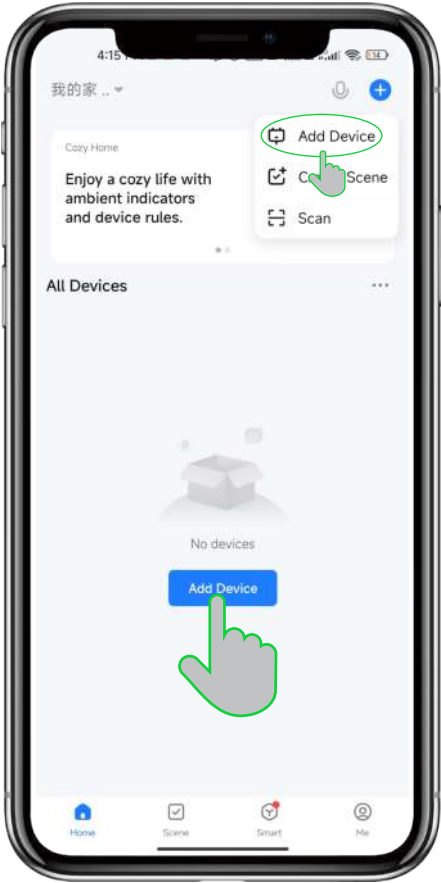 4:15
我的家 ..
Cozy Home
Enjoy a cozy life with
ambient indicators
and device rules.
Add Device
Scene
Scan
All Devices
No devices
Add Device
Home
Scene
Smart
Me